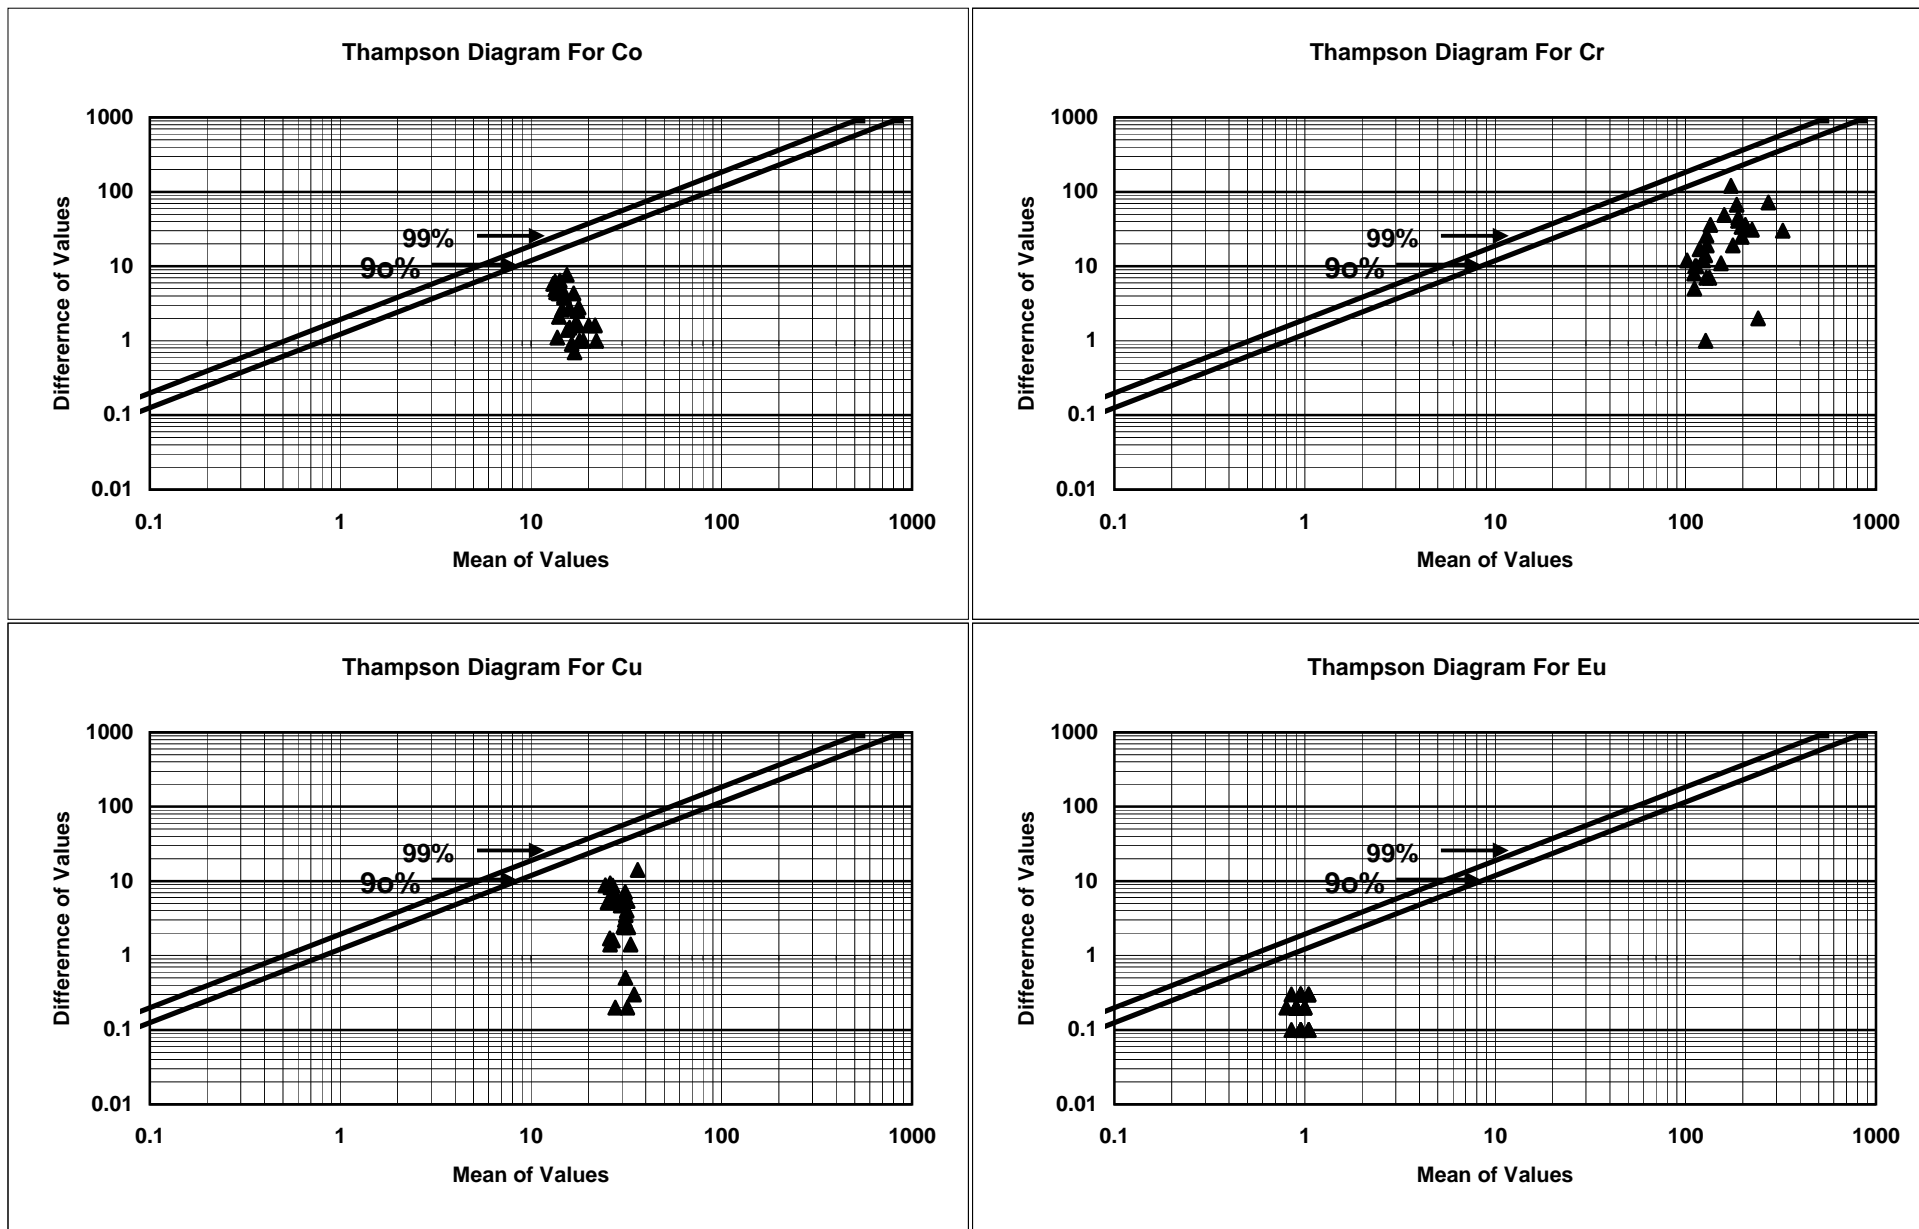 Thampson Diagram For Co
1000
100
10
1
0.1
0.01
99%
9o%
0.1 1 10 100 1000
Mean of Values
Differernce of Values
Thampson Diagram For Cr
1000
100
10
1
0.1
0.01
99%
9o%
0.1 1 10 100 1000
Mean of Values
Differernce of Values
Thampson Diagram For Cu
1000
100
10
1
0.1
0.01
99%
9o%
0.1 1 10 100 1000
Mean of Values
Differernce of Values
Thampson Diagram For Eu
1000
100
10
1
0.1
0.01
99%
9o%
0.1 1 10 100 1000
Mean of Values
Differernce of Values